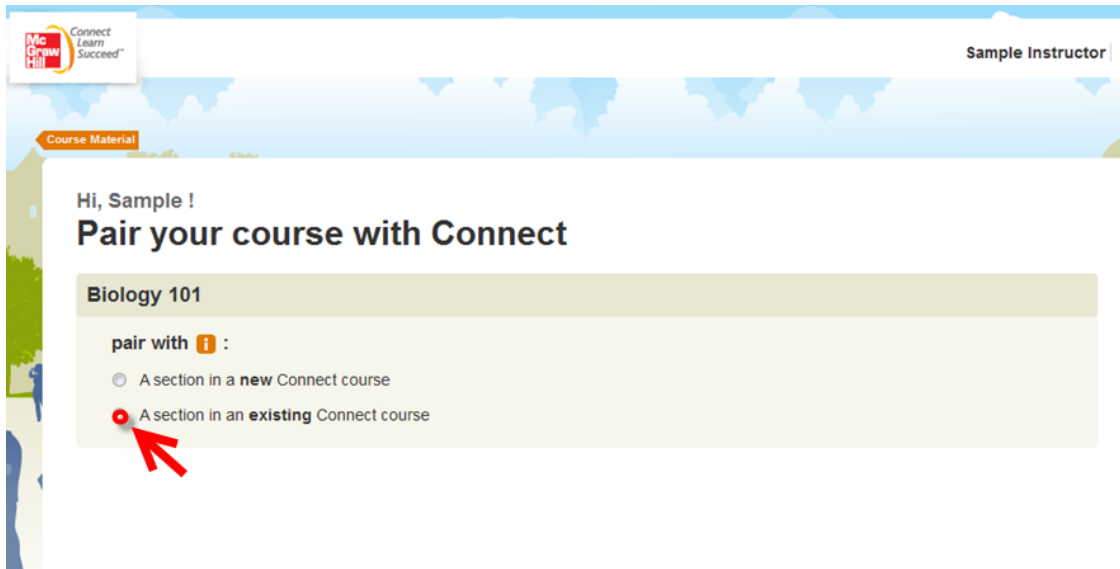 Mc
Graw
Hill
Connect
Learn
Succeed™
Sample Instructor
Course Material
Hi, Sample !
Pair your course with Connect
Biology 101
pair with i :
A section in a new Connect course
A section in an existing Connect course